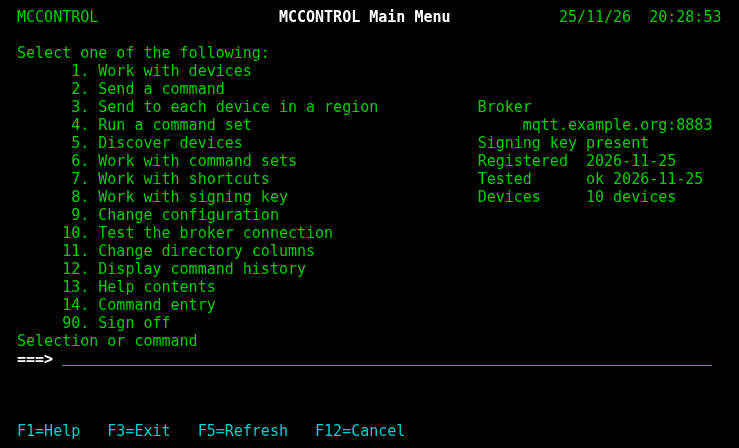 MCCONTROL MCCONTROL Main Menu 25/11/26 20:28:53
Select one of the following:
1. Work with devices
2. Send a command
3. Send to each device in a region Broker
4. Run a command set mqtt.example.org:8883
5. Discover devices Signing key present
6. Work with command sets Registered 2026-11-25
7. Work with shortcuts Tested ok 2026-11-25
8. Work with signing key Devices 10 devices
9. Change configuration
10. Test the broker connection
11. Change directory columns
12. Display command history
13. Help contents
14. Command entry
90. Sign off
Selection or command
===> ________________________________________________________________________
F1=Help F3=Exit F5=Refresh F12=Cancel